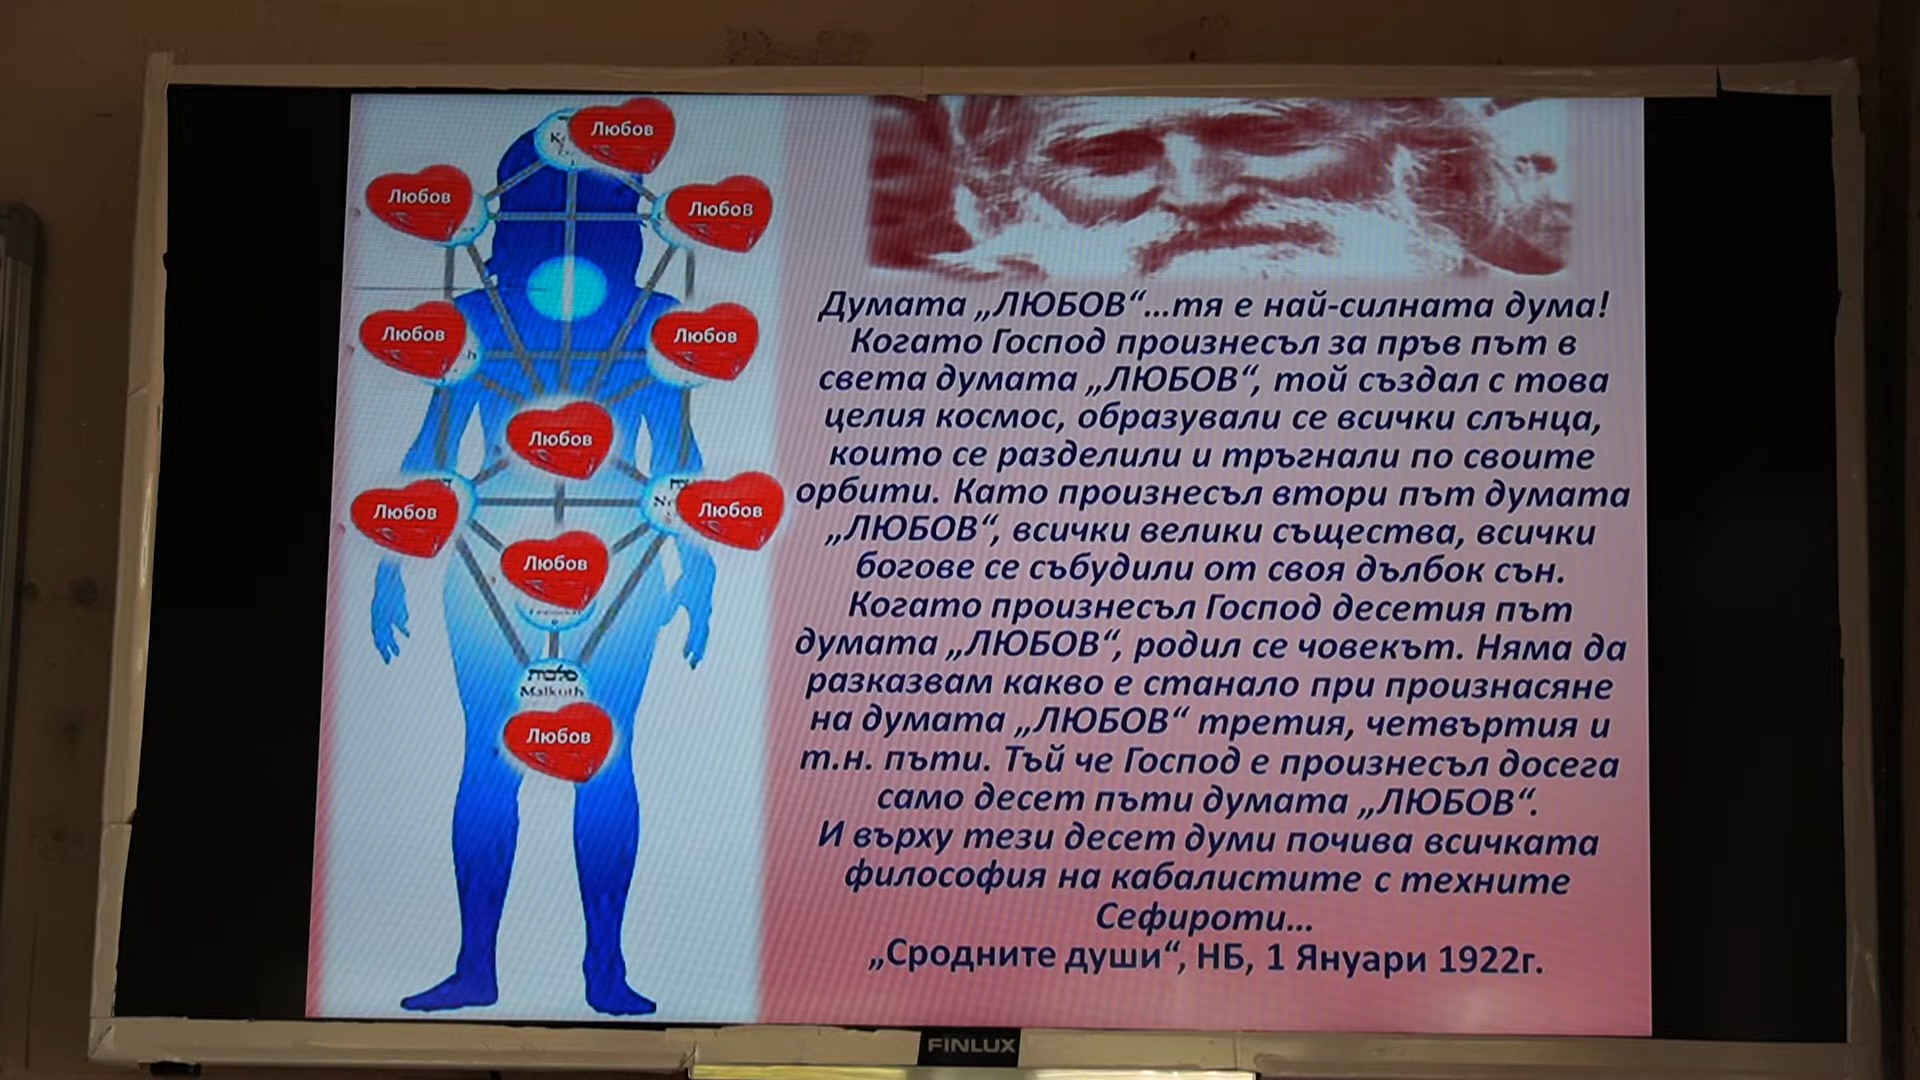 Любов
Любов
Любов
Любов
Любов
Любов
Любов
Любов
Любов
מלכות
Malkuth
Любов
Думата „ЛЮБОВ“...тя е най-силната дума!
Когато Господ произнесъл за пръв път в
света думата „ЛЮБОВ“, той създал с това
целия космос, образували се всички слънца,
които се разделили и тръгнали по своите
орбити. Като произнесъл втори път думата
„ЛЮБОВ“, всички велики същества, всички
богове се събудили от своя дълбок сън.
Когато произнесъл Господ десетия път
думата „ЛЮБОВ“, родил се човекът. Няма да
разказвам какво е станало при произнасяне
на думата „ЛЮБОВ“ третия, четвъртия и
т.н. пъти. Тъй че Господ е произнесъл досега
само десет пъти думата „ЛЮБОВ“.
И върху тези десет думи почива всичката
философия на кабалистите с техните
Сефироти...
„Сродните души“, НБ, 1 Януари 1922г.
FINLUX